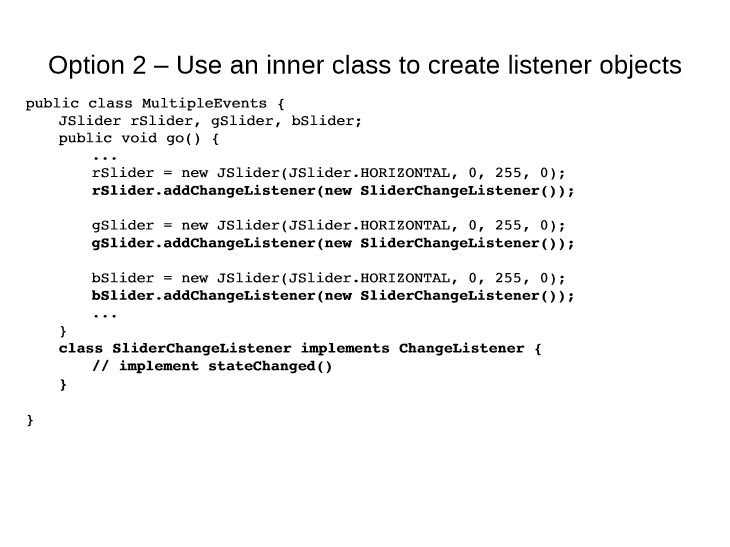 Option 2 – Use an inner class to create listener objects
public class MultipleEvents {
JSlider rSlider, gSlider, bSlider;
public void go() {
...
rSlider = new JSlider(JSlider.HORIZONTAL, 0, 255, 0);
rSlider.addChangeListener(new SliderChangeListener());
gSlider = new JSlider(JSlider.HORIZONTAL, 0, 255, 0);
gSlider.addChangeListener(new SliderChangeListener());
bSlider = new JSlider(JSlider.HORIZONTAL, 0, 255, 0);
bSlider.addChangeListener(new SliderChangeListener());
...
}
class SliderChangeListener implements ChangeListener {
// implement stateChanged()
}
}